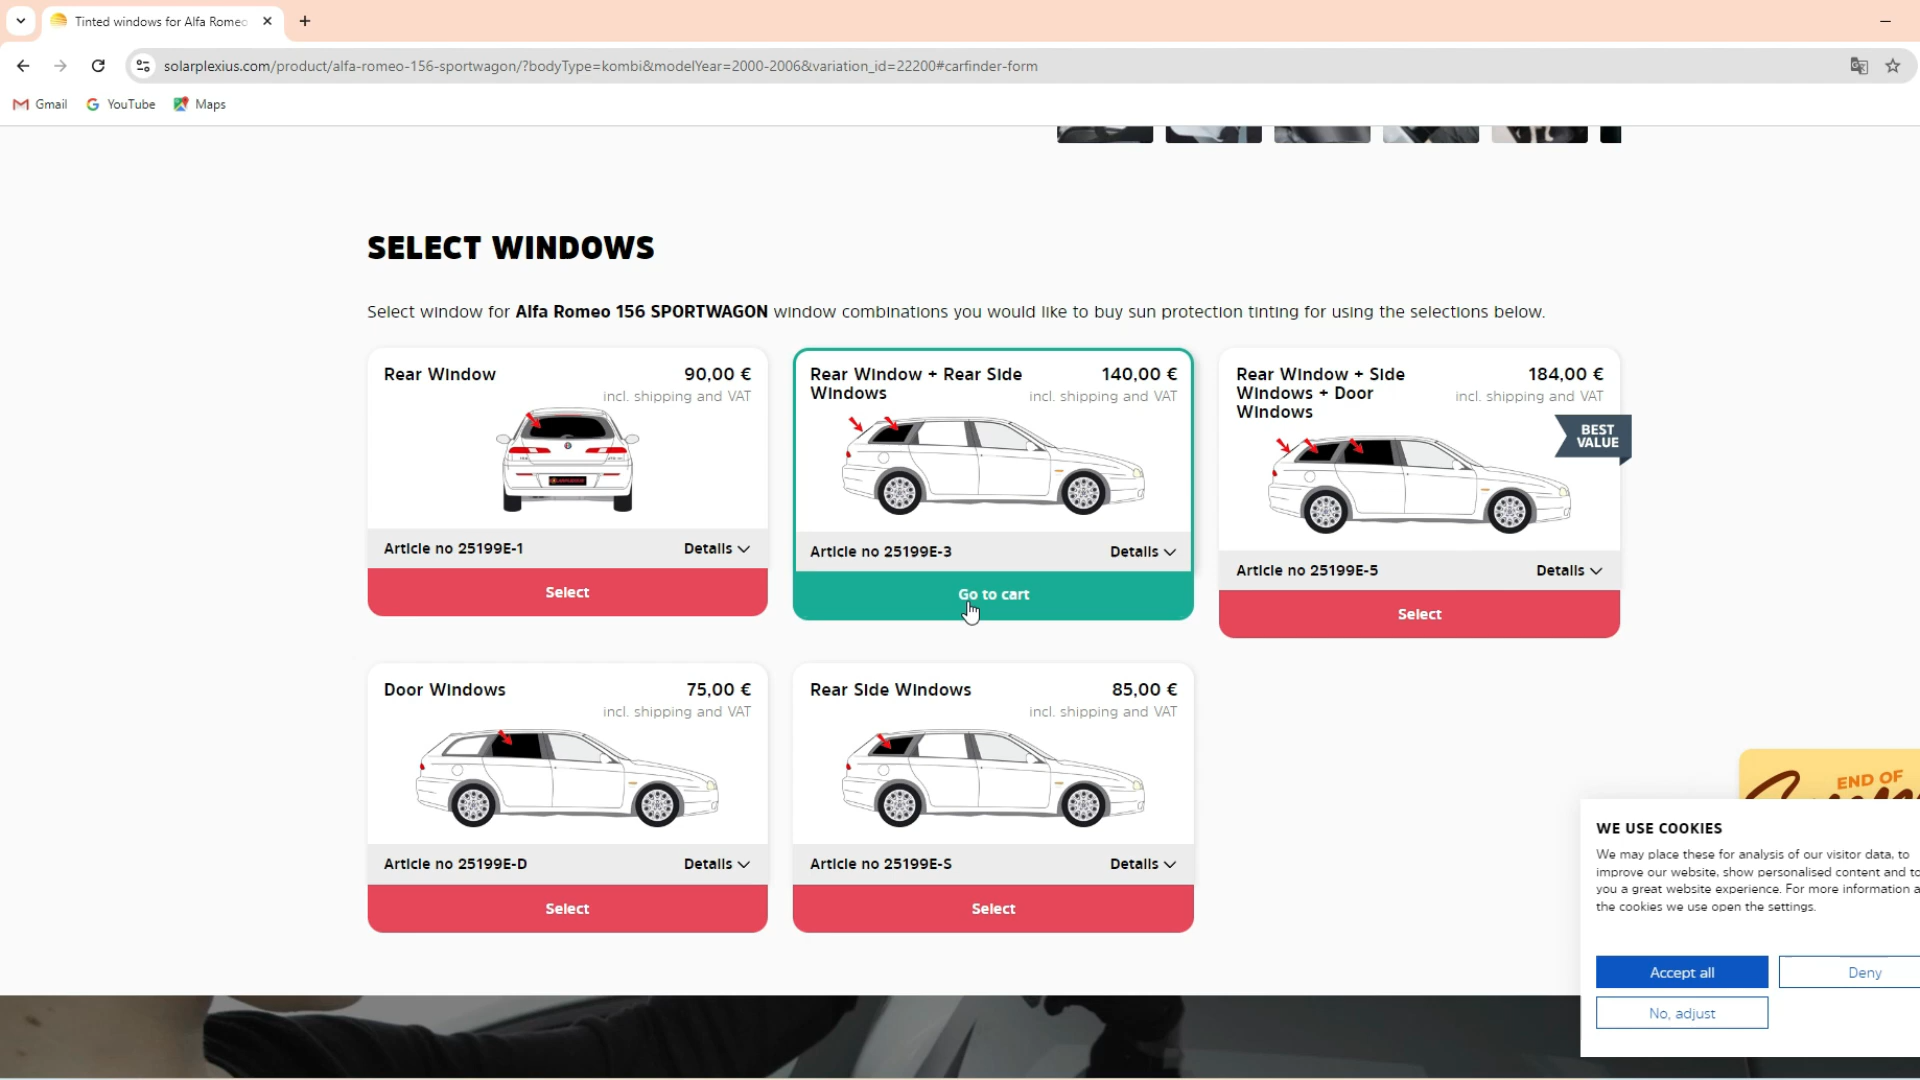 Tinted windows for Alfa Romeo
solarplexius.com/product/alfa-romeo-156-sportwagon/?bodyType=kombi&modelYear=2000-2006&variation_id=22200#carfinder-form
Gmail
YouTube
Maps
SELECT WINDOWS
Select window for Alfa Romeo 156 SPORTWAGON window combinations you would like to buy sun protection tinting for using the selections below.
Rear Window
90,00 €
incl. shipping and VAT
Article no 25199E-1
Details
Select
Rear Window + Rear Side
Windows
140,00 €
incl. shipping and VAT
Article no 25199E-3
Details
Go to cart
Rear Window + Side
Windows + Door
Windows
184,00 €
incl. shipping and VAT
BEST
VALUE
Article no 25199E-5
Details
Select
Door Windows
75,00 €
incl. shipping and VAT
Article no 25199E-D
Details
Select
Rear Side Windows
85,00 €
incl. shipping and VAT
Article no 25199E-S
Details
Select
END OF
WE USE COOKIES
We may place these for analysis of our visitor data, to
improve our website, show personalised content and to
you a great website experience. For more information a
the cookies we use open the settings.
Accept all
Deny
No, adjust